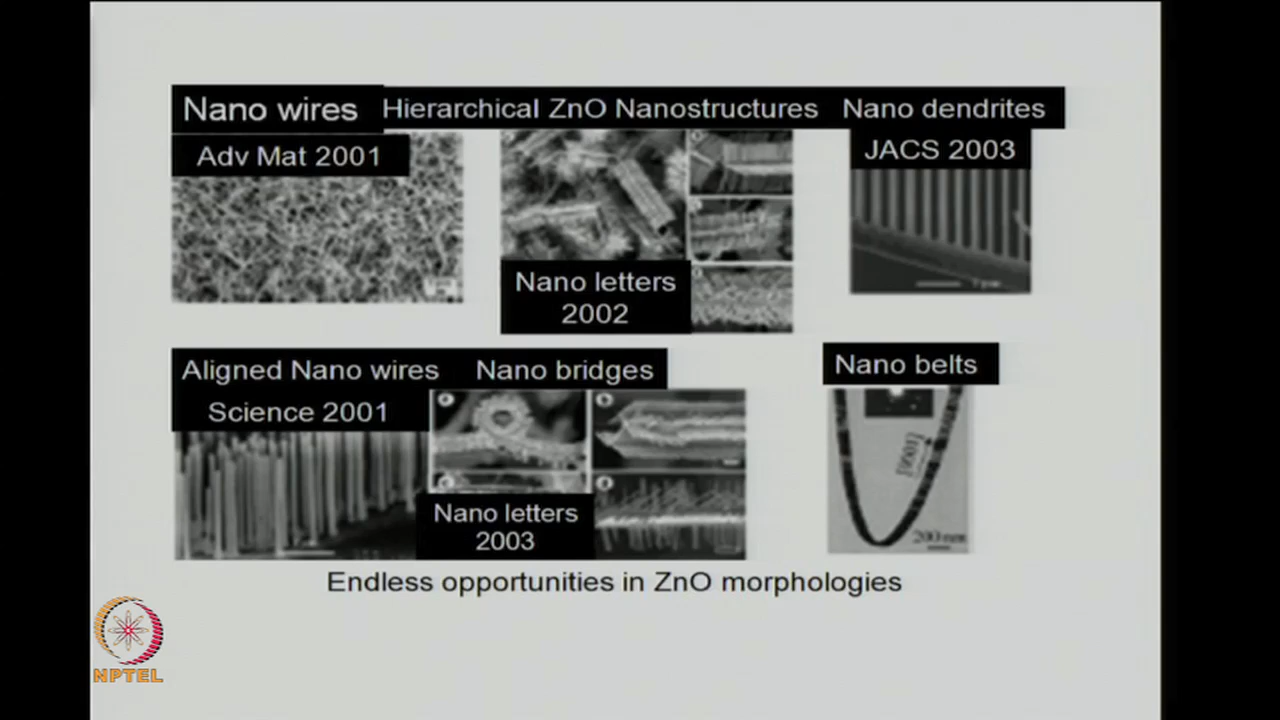 Nano wires
Hierarchical ZnO Nanostructures
Nano dendrites
Adv Mat 2001
JACS 2003
Nano letters
2002
Aligned Nano wires
Nano bridges
Nano belts
Science 2001
[001]
Nano letters
2003
200 nm
Endless opportunities in ZnO morphologies
NPTEL